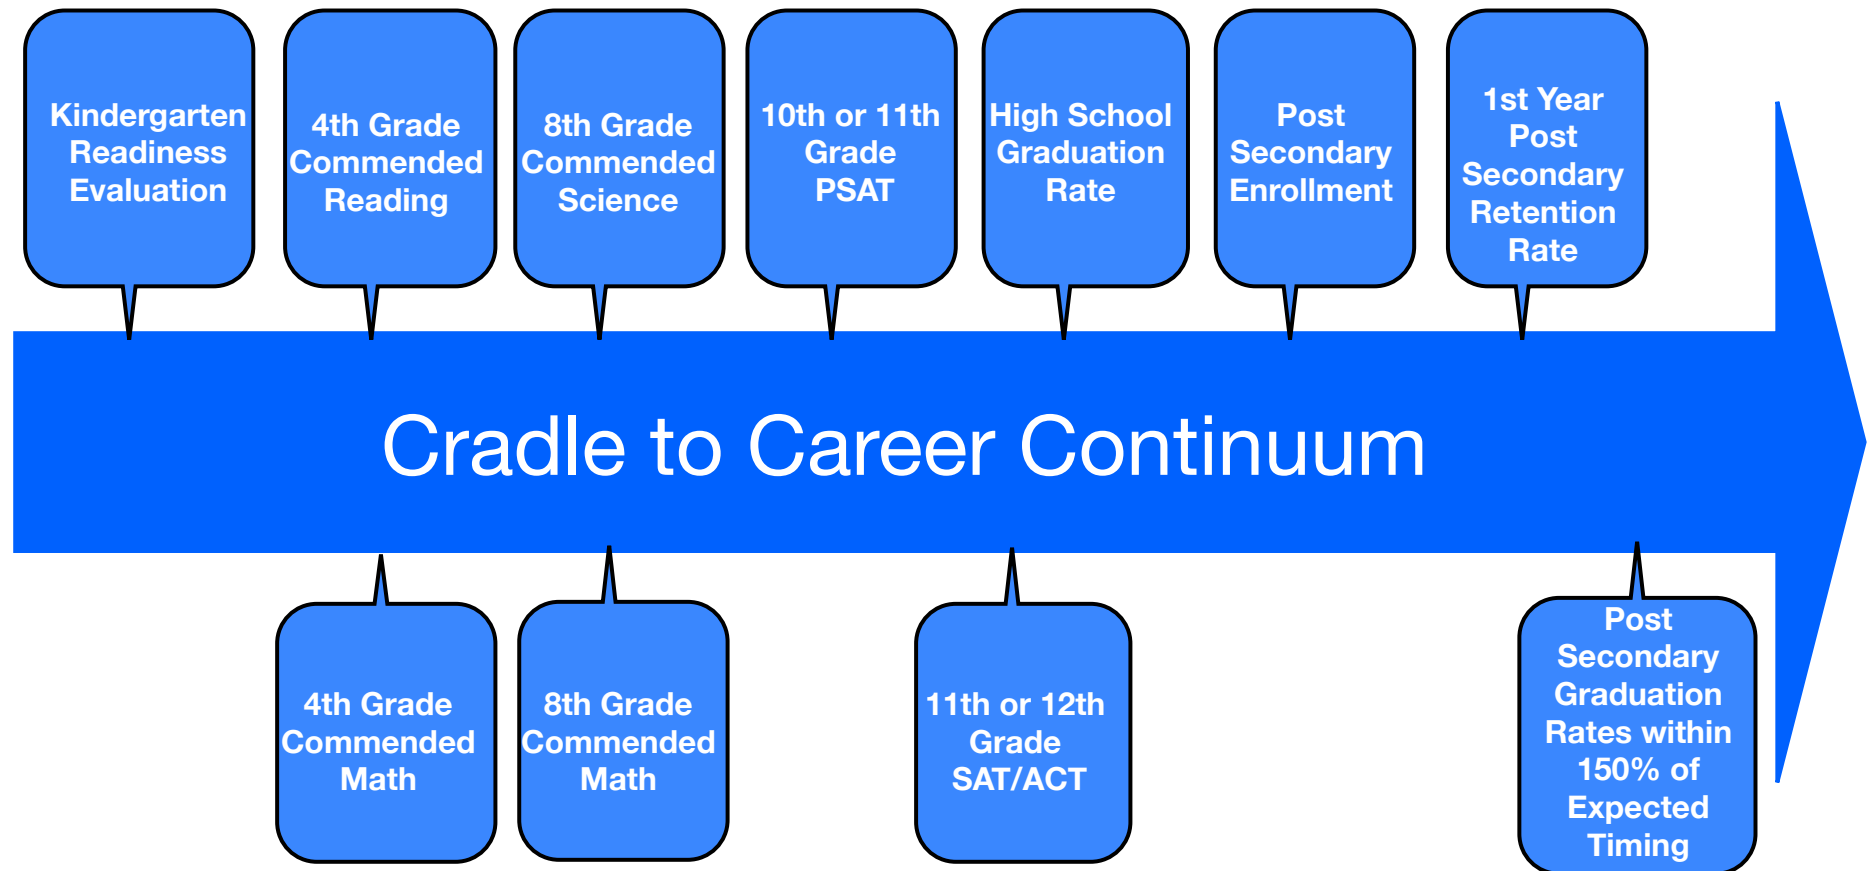 Kindergarten
Readiness
Evaluation
4th Grade
Commended
Reading
8th Grade
Commended
Science
10th or 11th
Grade
PSAT
High School
Graduation
Rate
Post
Secondary
Enrollment
1st Year
Post
Secondary
Retention
Rate
Cradle to Career Continuum
4th Grade
Commended
Math
8th Grade
Commended
Math
11th or 12th
Grade
SAT/ACT
Post
Secondary
Graduation
Rates within
150% of
Expected
Timing